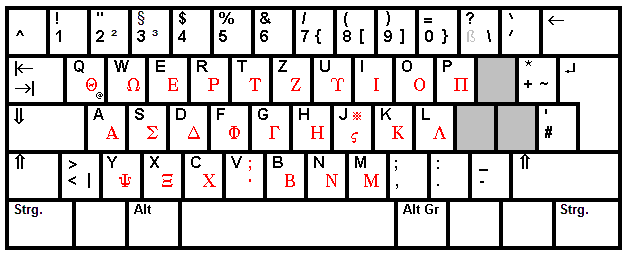 ! " § $ % & / ( ) = ? ` ←
^ 1 2 ² 3 ³ 4 5 6 7 { 8 [ 9 ] 0 } ß \ ´
|← Q W E R T Z U I O P * ↵
→| Θ @ Ω Ε Ρ Τ Ζ ϒ Ι Ο Π + ~
⇓ A S D F G H J ※ K L '
Α Σ Δ Φ Γ Η ς Κ Λ #
⇑ > Y X C V ; B N M ; : _ ⇑
< | Ψ Ξ Χ · Β Ν Μ , . -
Strg. Alt Alt Gr Strg.